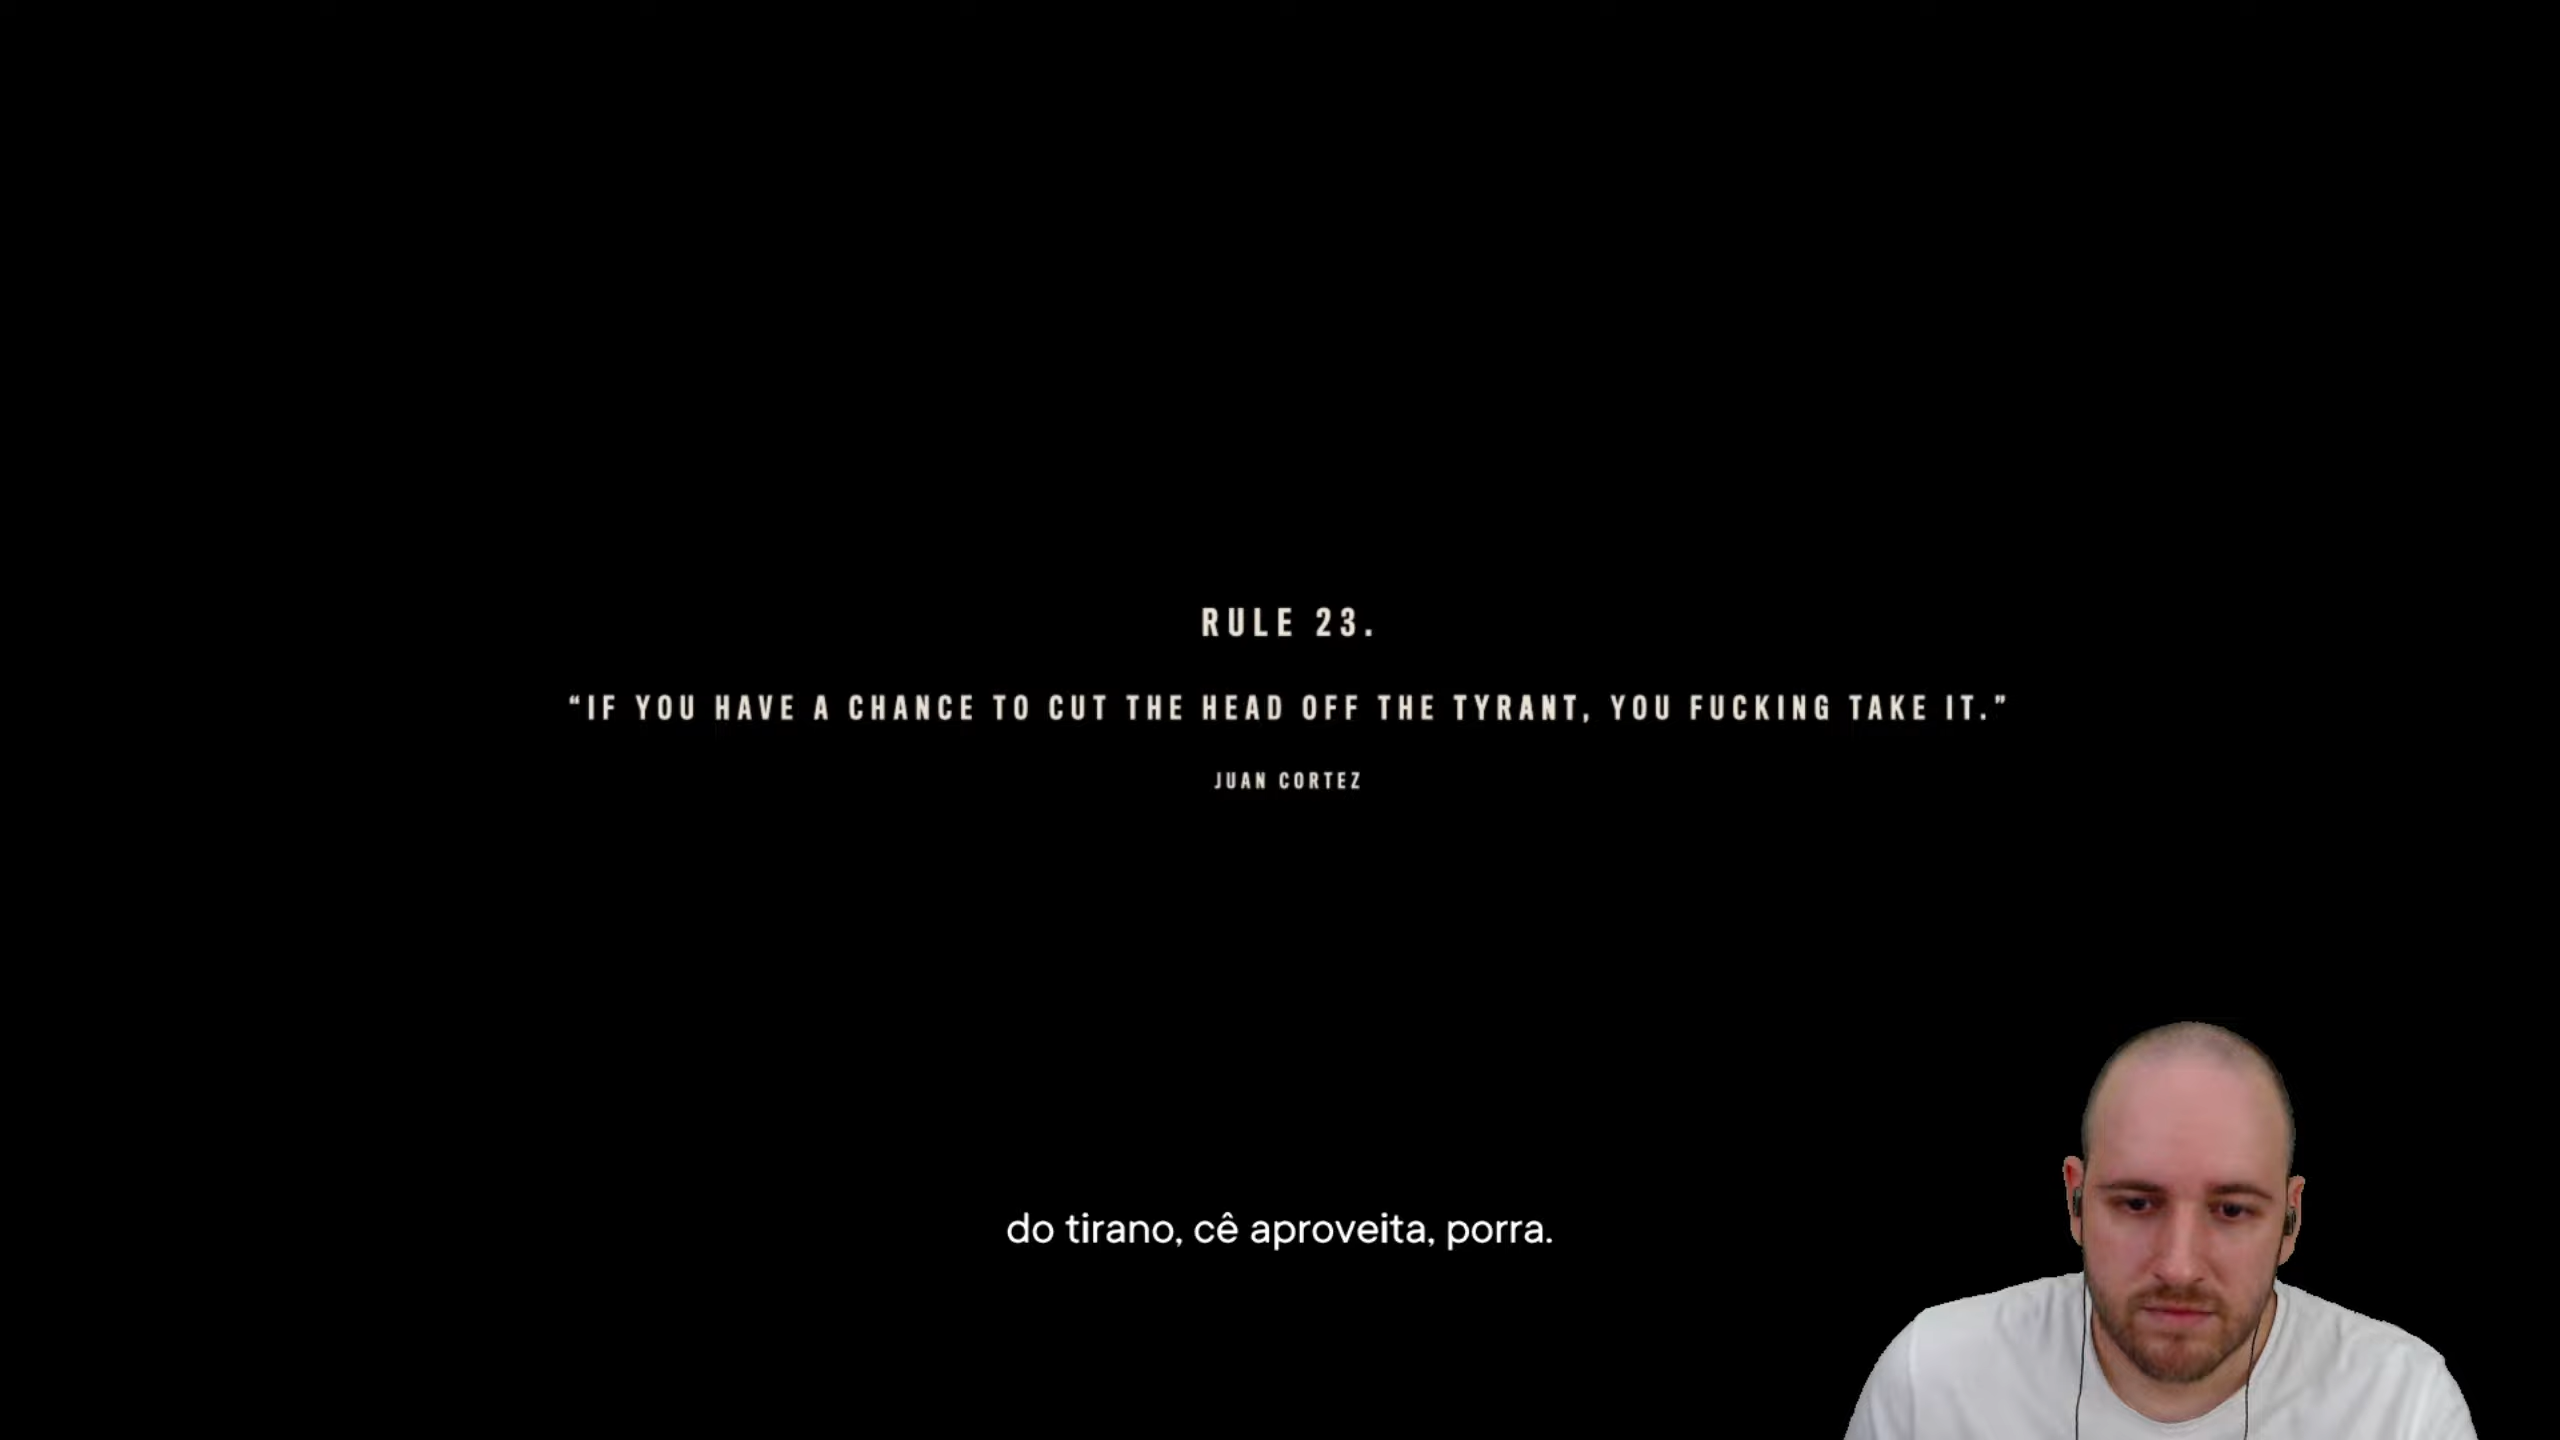 RULE 23.
“IF YOU HAVE A CHANCE TO CUT THE HEAD OFF THE TYRANT, YOU FUCKING TAKE IT.”
JUAN CORTEZ
do tirano, cê aproveita, porra.